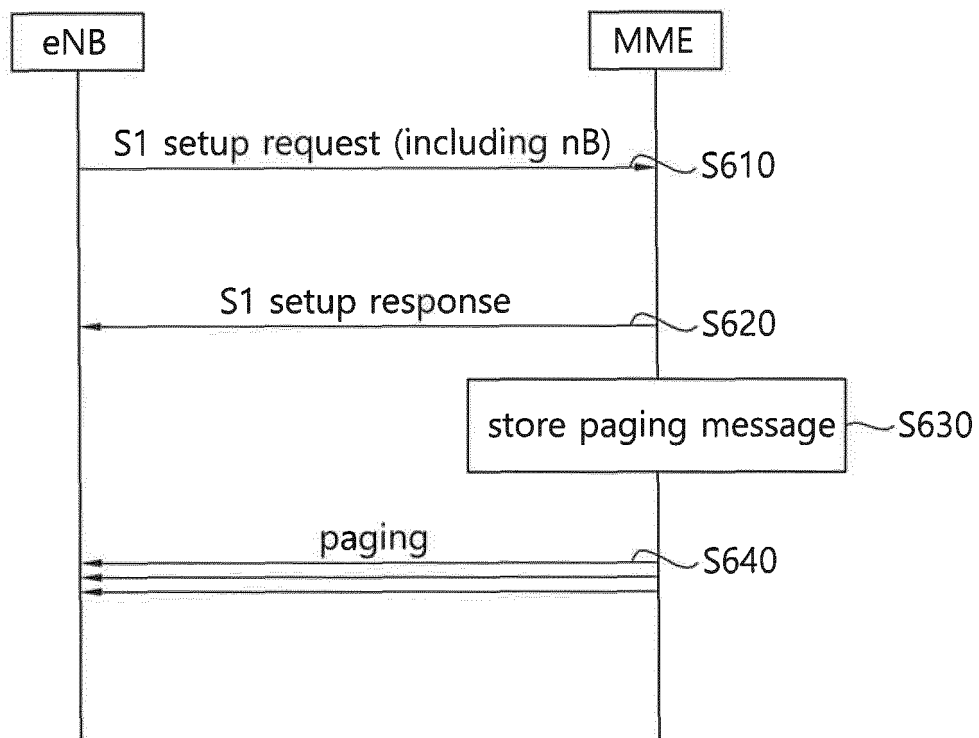 eNB
MME
S1 setup request (including nB)
S610
S1 setup response
S620
store paging message
S630
paging
S640